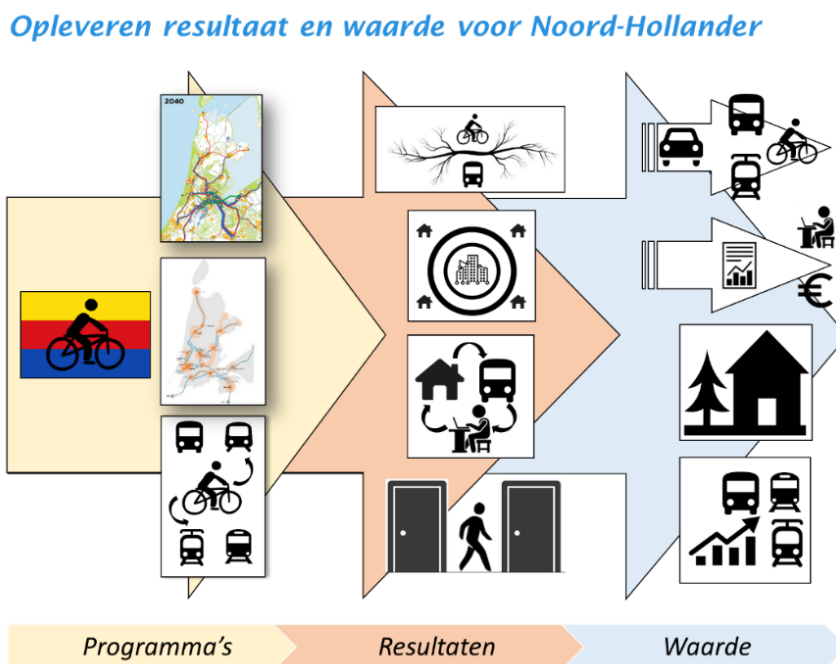 Opleveren resultaat en waarde voor Noord-Hollander
2040
€
Programma's
Resultaten
Waarde